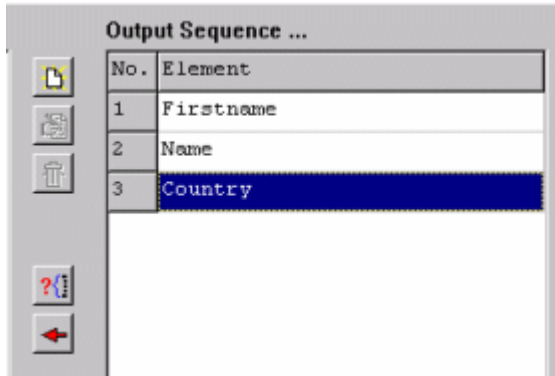 Output Sequence ...
No. Element
1 Firstname
2 Name
3 Country
?{